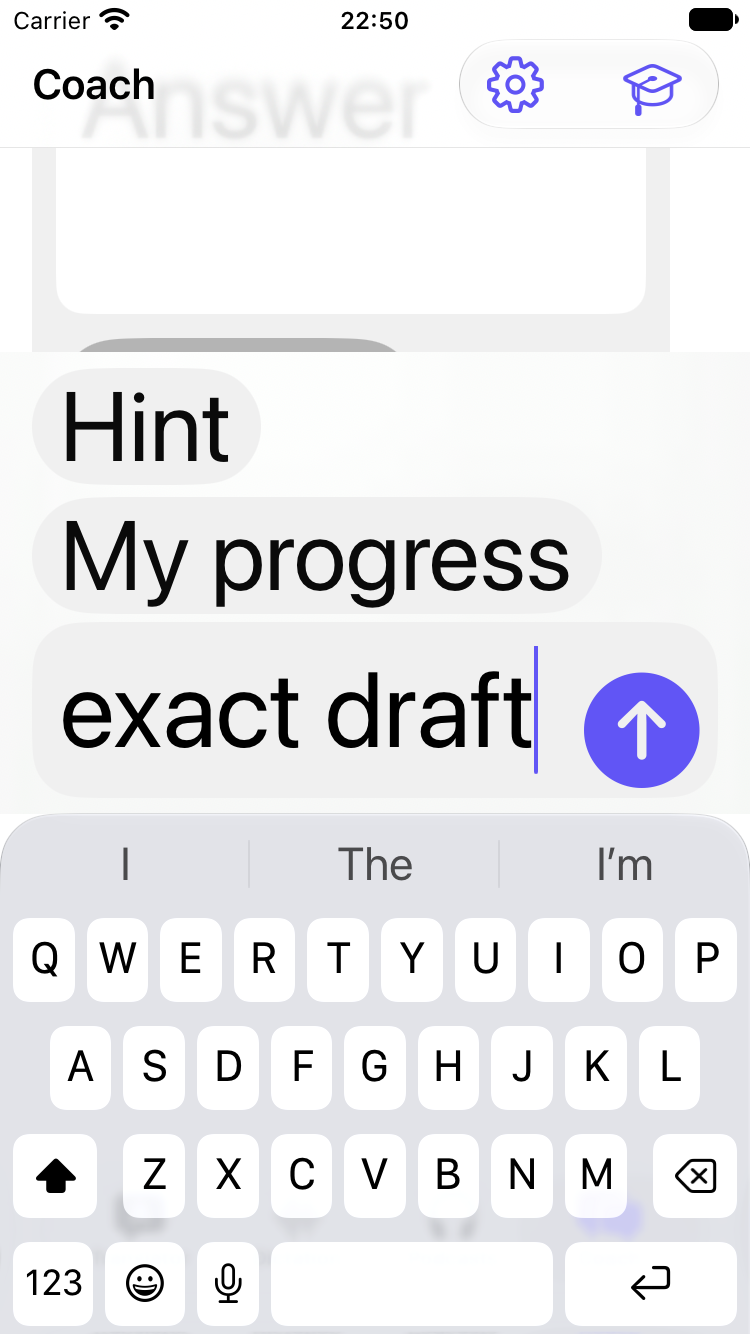 Carrier 22:50
Coach
Answer
Hint
My progress
exact draft
I The I’m
Q W E R T Y U I O P
A S D F G H J K L
Z X C V B N M
123